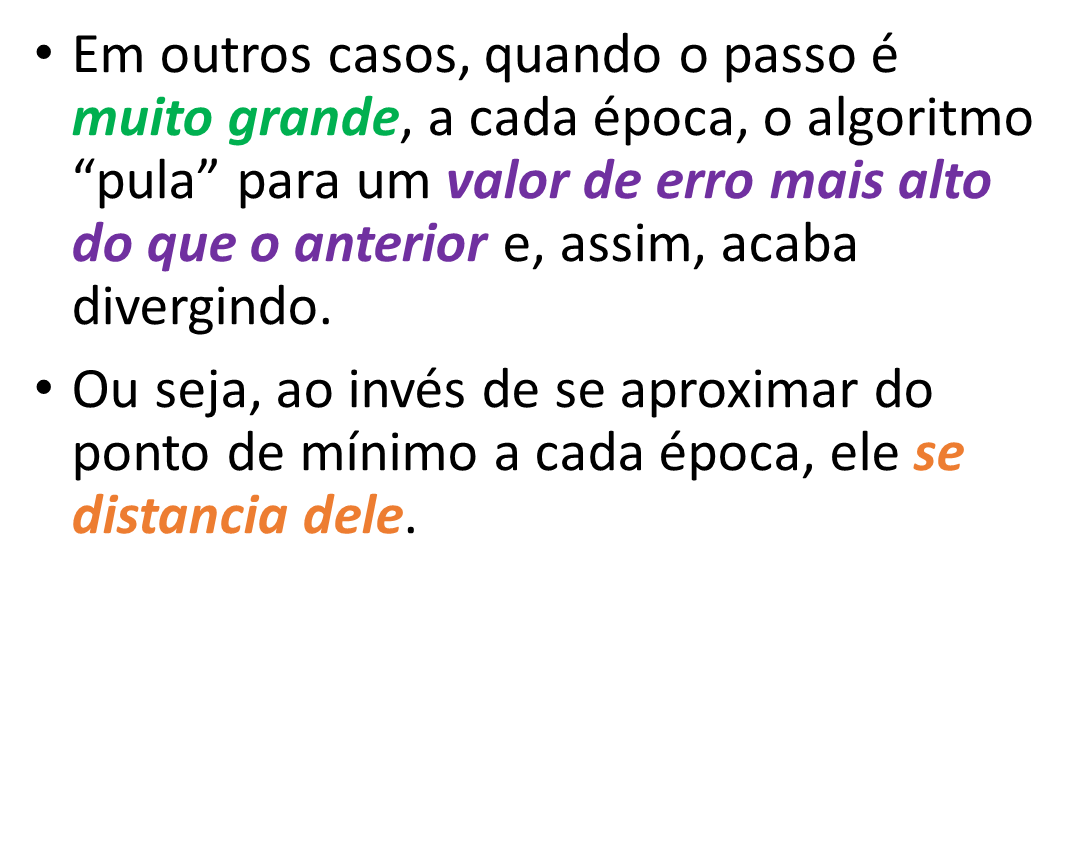 • Em outros casos, quando o passo é
muito grande, a cada época, o algoritmo
“pula” para um valor de erro mais alto
do que o anterior e, assim, acaba
divergindo.
• Ou seja, ao invés de se aproximar do
ponto de mínimo a cada época, ele se
distancia dele.